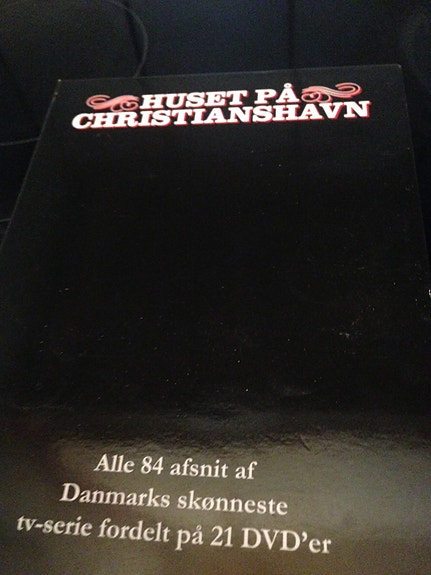 HUSET PÅ
CHRISTIANSHAVN
Alle 84 afsnit af
Danmarks skønneste
tv-serie fordelt på 21 DVD'er